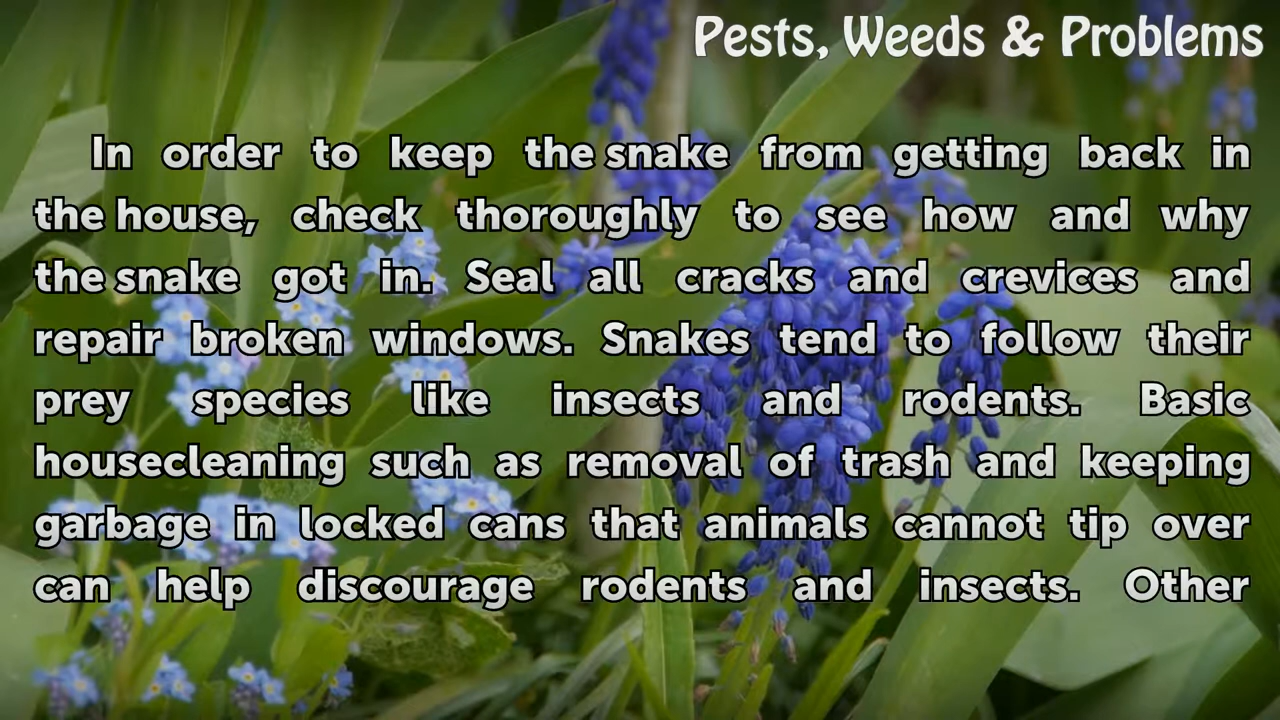 Pests, Weeds & Problems
In order to keep the snake from getting back in
the house, check thoroughly to see how and why
the snake got in. Seal all cracks and crevices and
repair broken windows. Snakes tend to follow their
prey species like insects and rodents. Basic
housecleaning such as removal of trash and keeping
garbage in locked cans that animals cannot tip over
can help discourage rodents and insects. Other